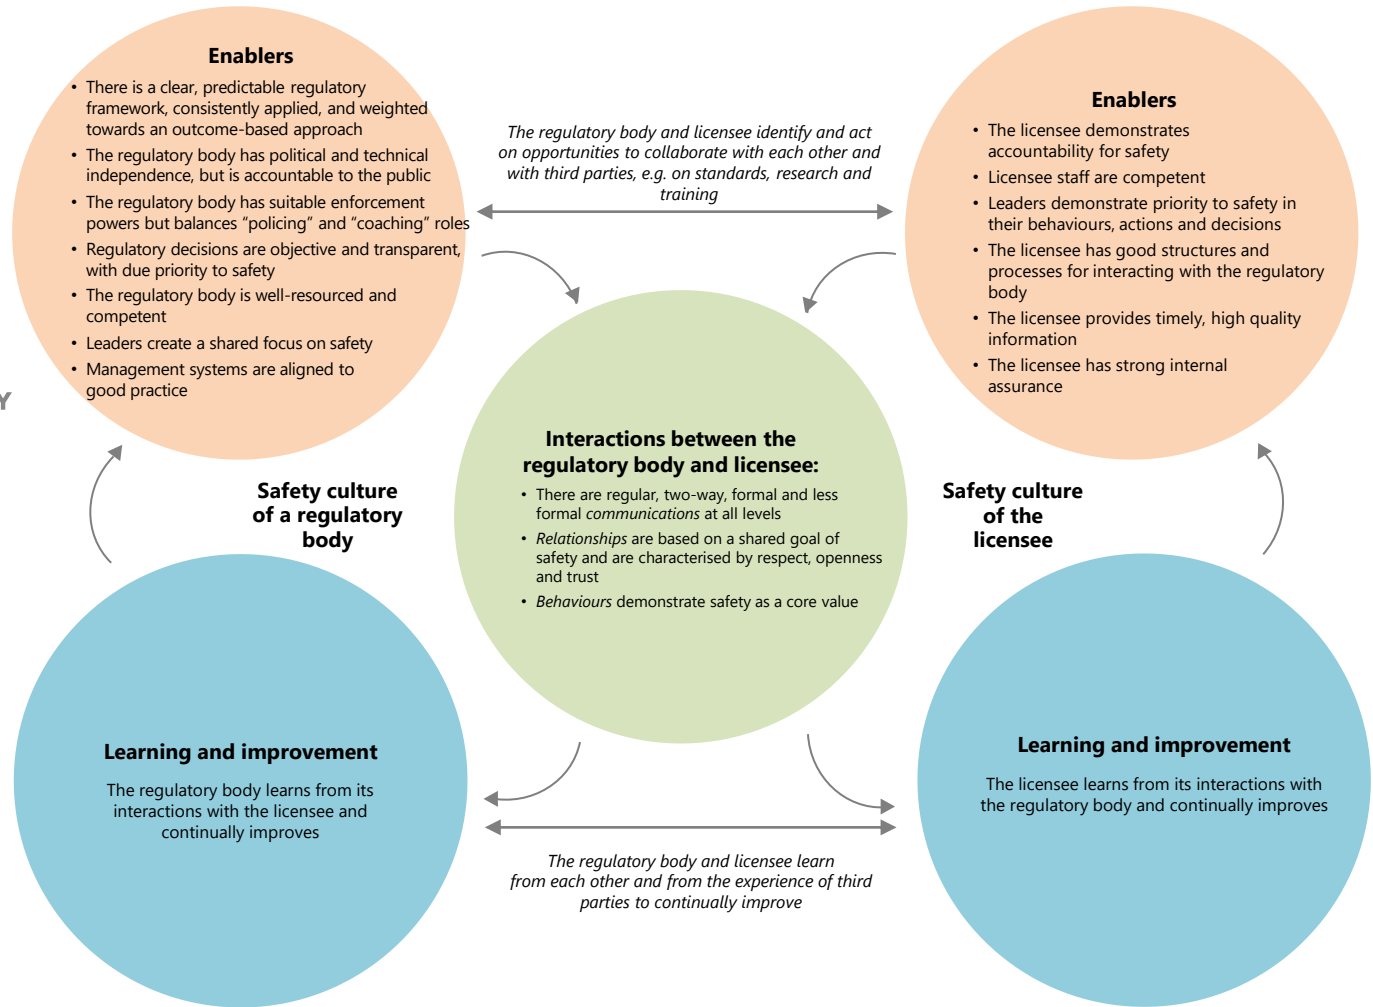 Enablers
• There is a clear, predictable regulatory
framework, consistently applied, and weighted
towards an outcome-based approach
• The regulatory body has political and technical
independence, but is accountable to the public
• The regulatory body has suitable enforcement
powers but balances “policing” and “coaching” roles
• Regulatory decisions are objective and transparent,
with due priority to safety
• The regulatory body is well-resourced and
competent
• Leaders create a shared focus on safety
• Management systems are aligned to
good practice
The regulatory body and licensee identify and act
on opportunities to collaborate with each other and
with third parties, e.g. on standards, research and
training
Enablers
• The licensee demonstrates
accountability for safety
• Licensee staff are competent
• Leaders demonstrate priority to safety in
their behaviours, actions and decisions
• The licensee has good structures and
processes for interacting with the regulatory
body
• The licensee provides timely, high quality
information
• The licensee has strong internal
assurance
Y
Safety culture
of a regulatory
body
Interactions between the
regulatory body and licensee:
• There are regular, two-way, formal and less
formal communications at all levels
• Relationships are based on a shared goal of
safety and are characterised by respect, openness
and trust
• Behaviours demonstrate safety as a core value
Safety culture
of the
licensee
Learning and improvement
The regulatory body learns from its
interactions with the licensee and
continually improves
Learning and improvement
The licensee learns from its interactions with
the regulatory body and continually improves
The regulatory body and licensee learn
from each other and from the experience of third
parties to continually improve